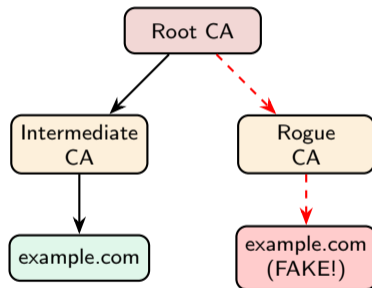 Root CA
Intermediate
CA
Rogue
CA
example.com
example.com
(FAKE!)